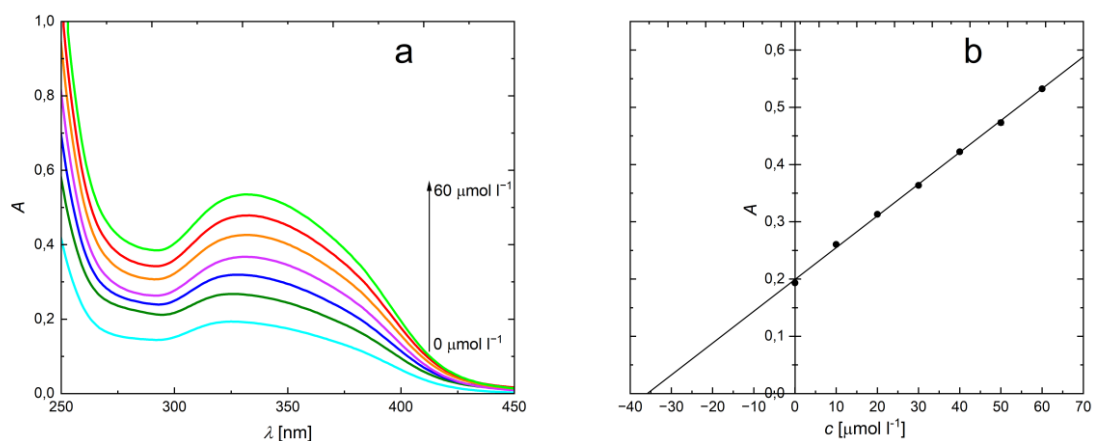 a
1,0
0,8
0,6
0,4
0,2
0,0
A
60 μmol l⁻¹
0 μmol l⁻¹
250 300 350 400 450
λ [nm]
b
0,6
0,5
0,4
0,3
0,2
0,1
0,0
A
−40 −30 −20 −10 0 10 20 30 40 50 60 70
c [μmol l⁻¹]